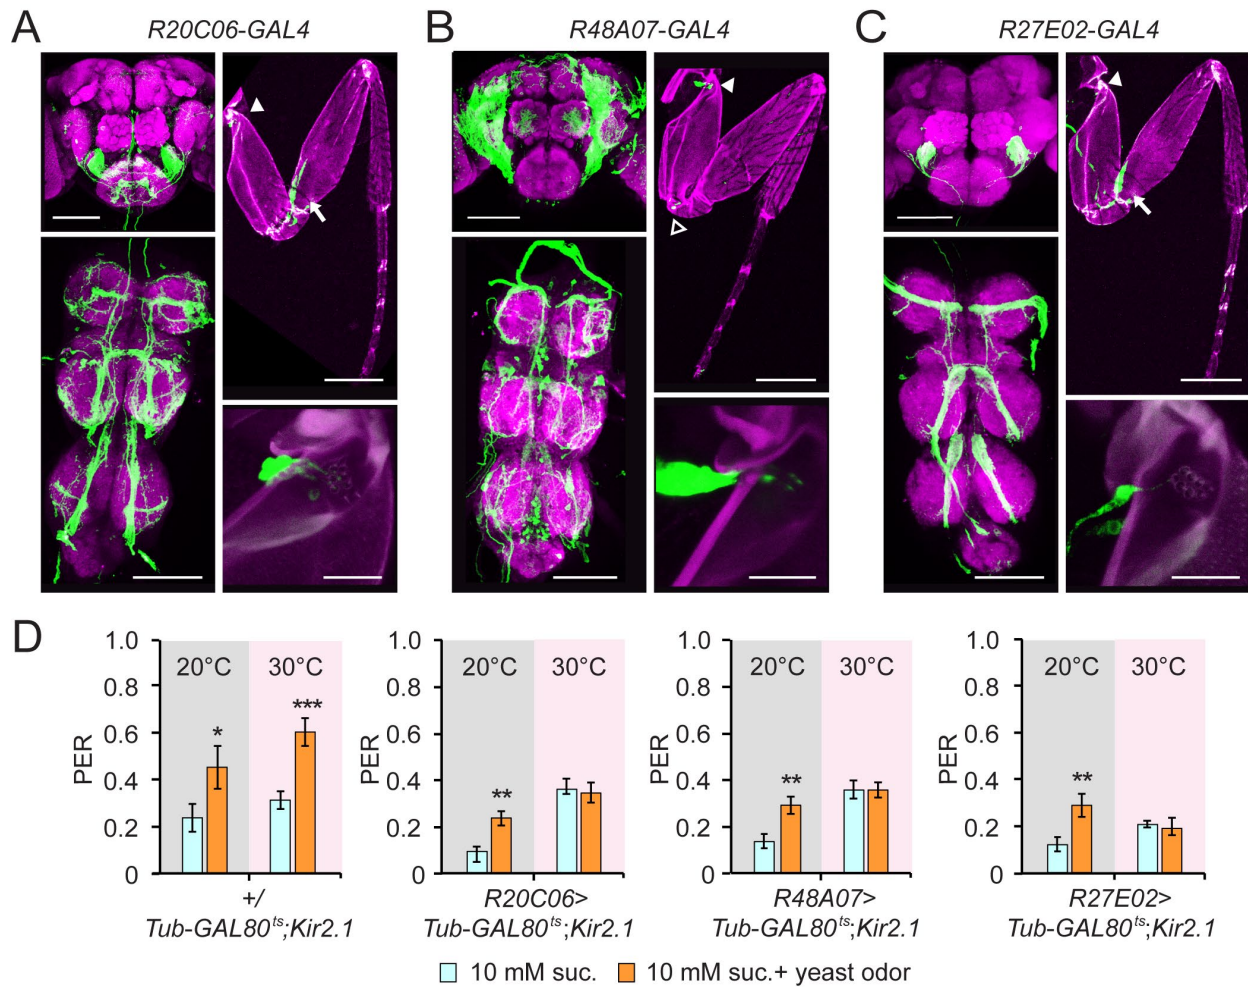 A
R20C06-GAL4
B
R48A07-GAL4
C
R27E02-GAL4
D
PER
1.0
0.8
0.6
0.4
0.2
0
20°C
30°C
*
***
+/
Tub-GAL80ts;Kir2.1
PER
1.0
0.8
0.6
0.4
0.2
0
20°C
30°C
**
R20C06>
Tub-GAL80ts;Kir2.1
PER
1.0
0.8
0.6
0.4
0.2
0
20°C
30°C
**
R48A07>
Tub-GAL80ts;Kir2.1
PER
1.0
0.8
0.6
0.4
0.2
0
20°C
30°C
**
R27E02>
Tub-GAL80ts;Kir2.1
10 mM suc.
10 mM suc.+ yeast odor